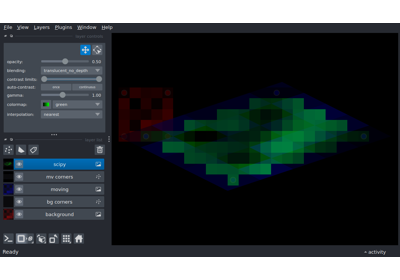 File View Layers Plugins Window Help
opacity: 0.50
blending: translucent_no_depth
contrast limits:
auto-contrast: once continuous
gamma: 1.00
colormap: green
interpolation: nearest
scipy
mv corners
moving
bg corners
background
Ready activity